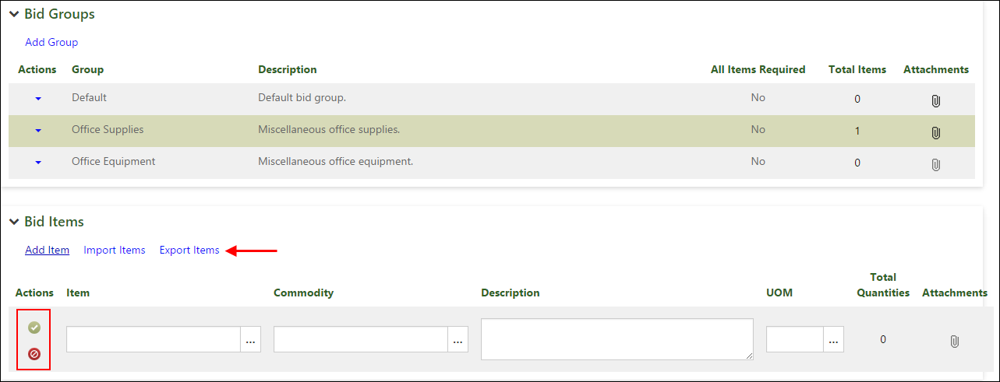 Bid Groups
Add Group
Actions Group Description All Items Required Total Items Attachments
Default Default bid group. No 0
Office Supplies Miscellaneous office supplies. No 1
Office Equipment Miscellaneous office equipment. No 0
Bid Items
Add Item Import Items Export Items
Total
Actions Item Commodity Description UOM Quantities Attachments
... ... ... 0